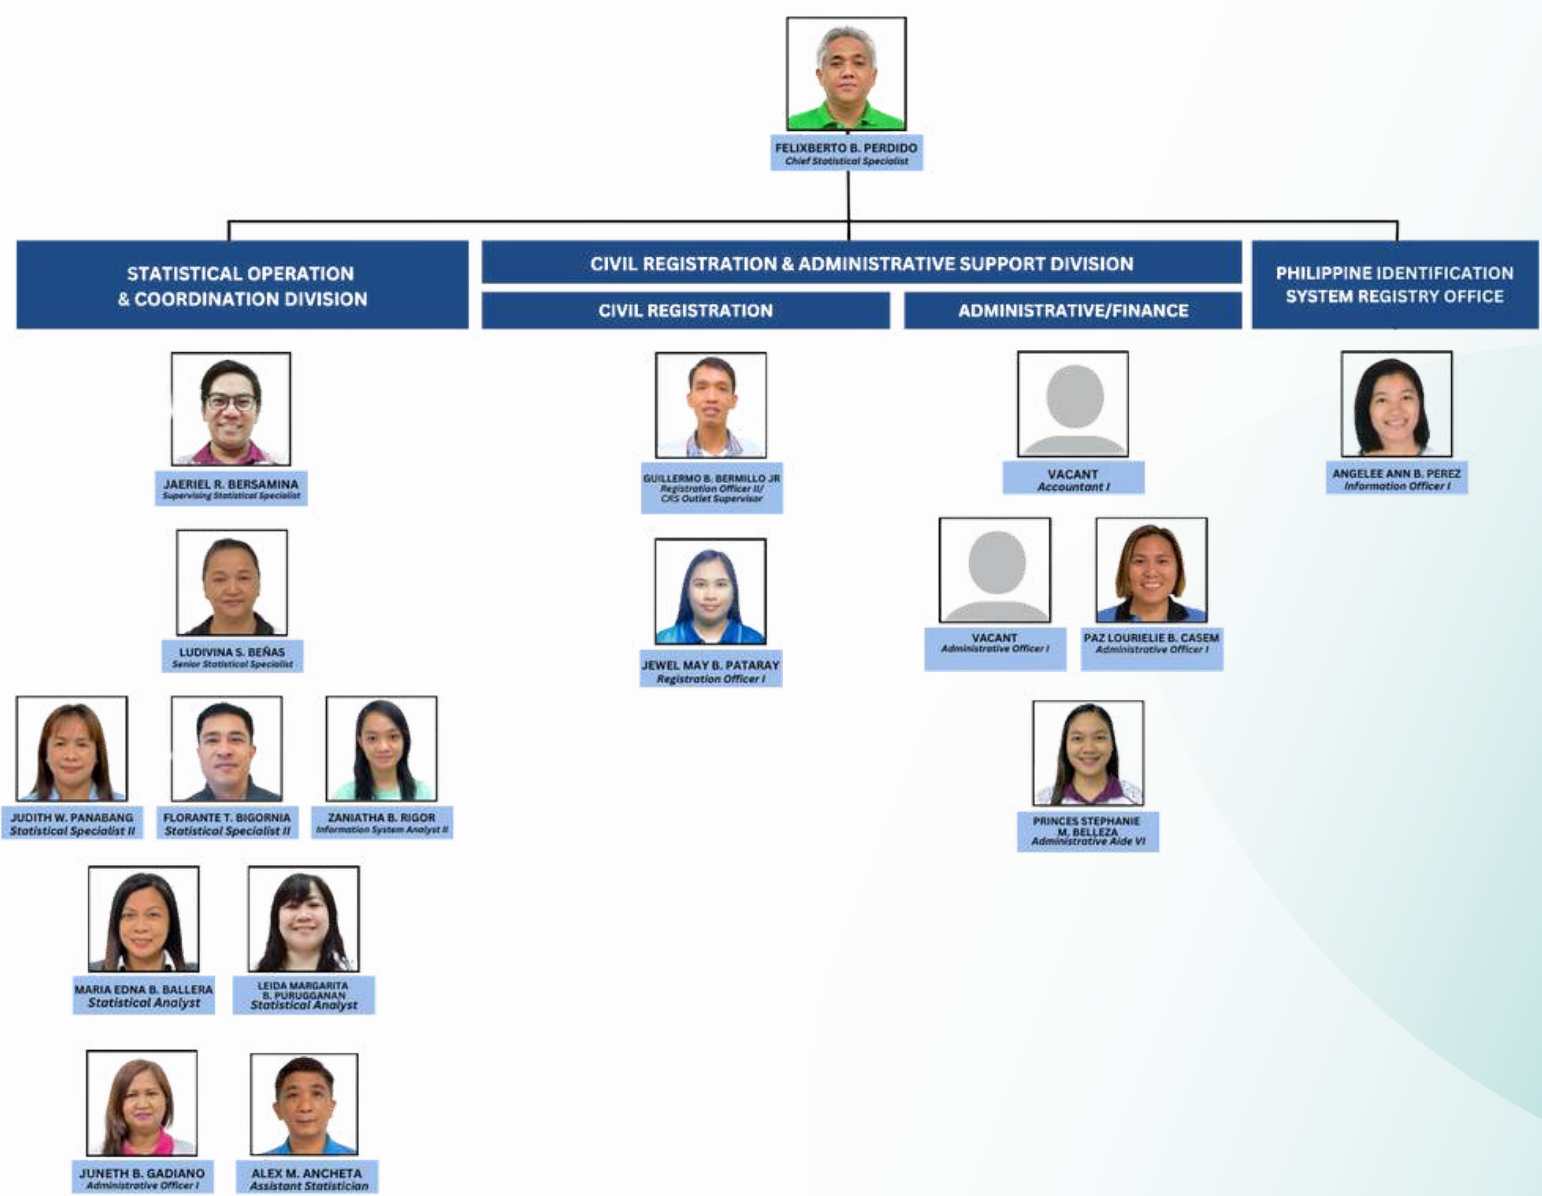 FELIXBERTO B. PERDIDO
Chief Statistical Specialist
STATISTICAL OPERATION
& COORDINATION DIVISION
CIVIL REGISTRATION & ADMINISTRATIVE SUPPORT DIVISION
CIVIL REGISTRATION
ADMINISTRATIVE/FINANCE
PHILIPPINE IDENTIFICATION
SYSTEM REGISTRY OFFICE
JAERIEL R. BERSAMINA
Supervising Statistical Specialist
LUDIVINA S. BEÑAS
Senior Statistical Specialist
JUDITH W. PANABANG
Statistical Specialist II
FLORANTE T. BIGORNIA
Statistical Specialist II
ZANIATHA B. RIGOR
Information System Analyst II
MARIA EDNA B. BALLERA
Statistical Analyst
LEIDA MARGARITA
B. PURUGGANAN
Statistical Analyst
JUNETH B. GADIANO
Administrative Officer I
ALEX M. ANCHETA
Assistant Statistician
GUILLERMO B. BERMILLO JR
Registration Officer II/
CRS Outlet Supervisor
JEWEL MAY B. PATARAY
Registration Officer I
VACANT
Accountant I
VACANT
Administrative Officer I
PAZ LOURIELIE B. CASEM
Administrative Officer I
PRINCES STEPHANIE
M. BELLEZA
Administrative Aide VI
ANGELEE ANN B. PEREZ
Information Officer I